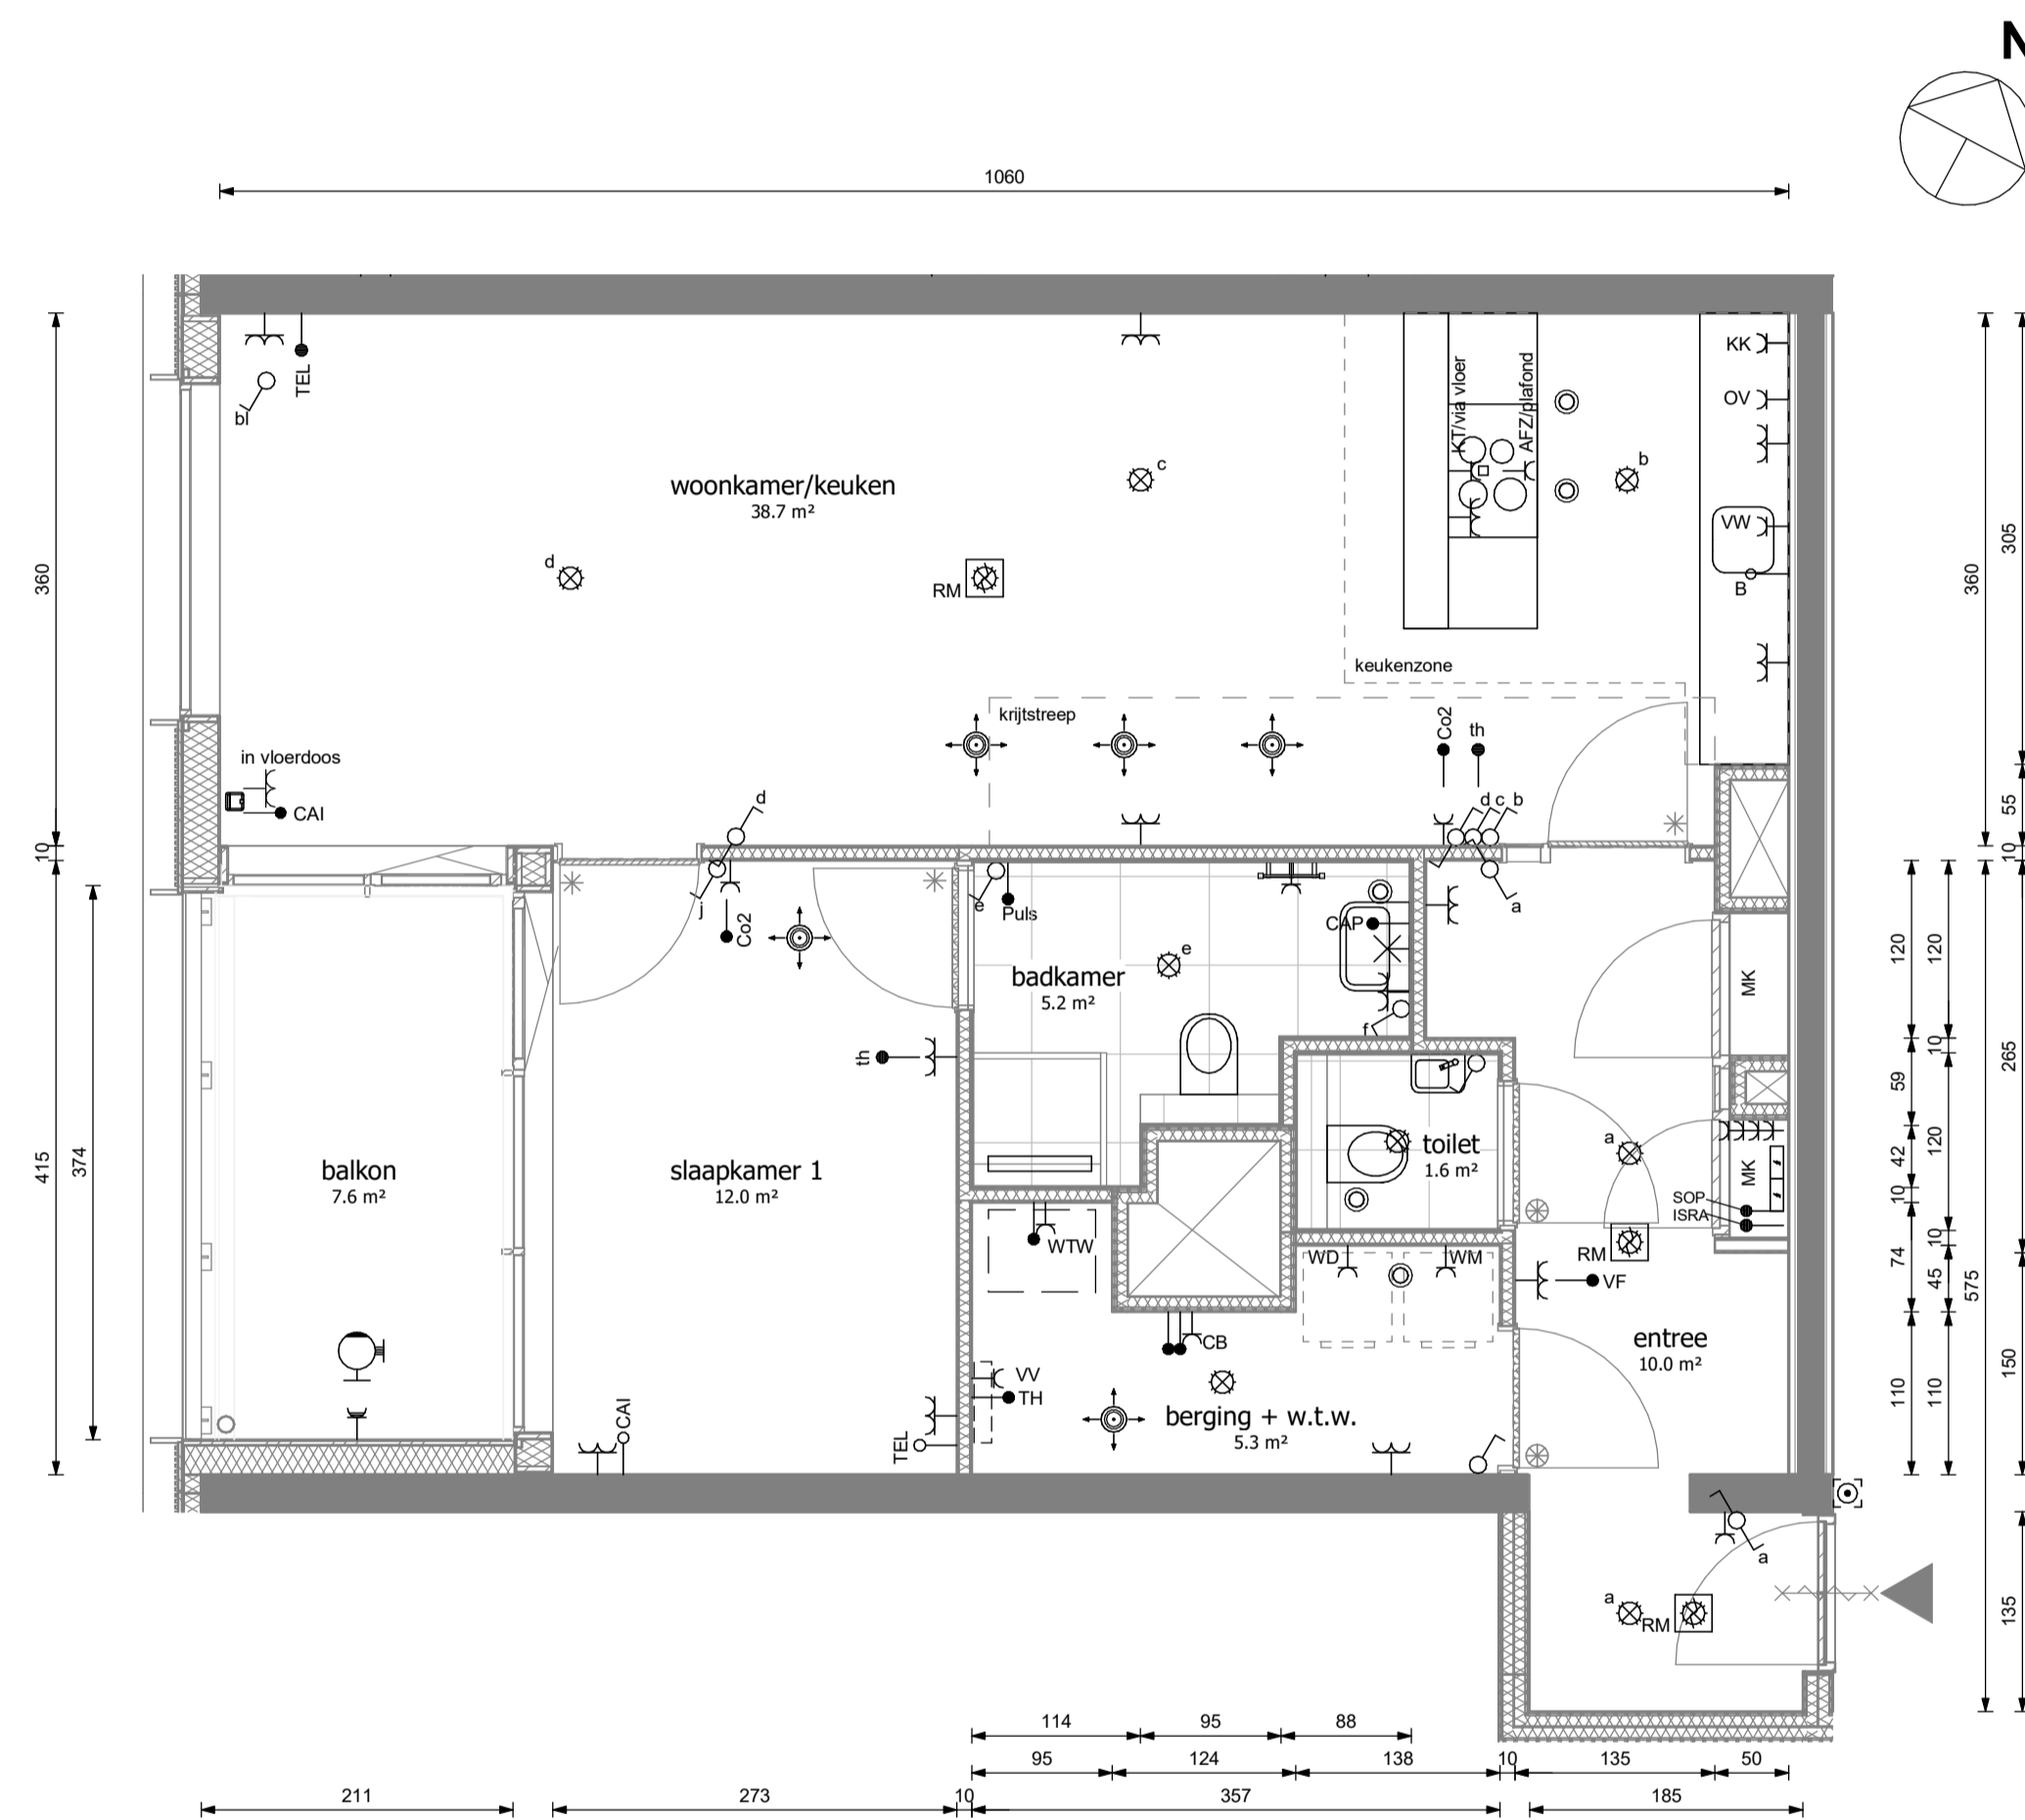 N
1060
KK
TEL
KT/via vloer
AFZ/plafond
OV
bl
c
b
woonkamer/keuken
38.7 m²
VW
305
d
360
RM
B
360
keukenzone
krijtstreep
Co2
th
in vloerdoos
CAI
d
d c b
55
10
10
j
Co2
e
Puls
CAP
a
e
badkamer
5.2 m²
f
MK
120
120
th
10
265
59
balkon
7.6 m²
slaapkamer 1
12.0 m²
toilet
1.6 m²
a
MK
42
120
415
374
SOP
ISRA
10
WTW
WD
WM
RM
VF
74
10
45
575
CB
entree
10.0 m²
VV
TH
CAI
TEL
berging + w.t.w.
5.3 m²
110
110
150
a
a
RM
135
114
95
88
95
124
138
10
135
50
211
273
10
357
185